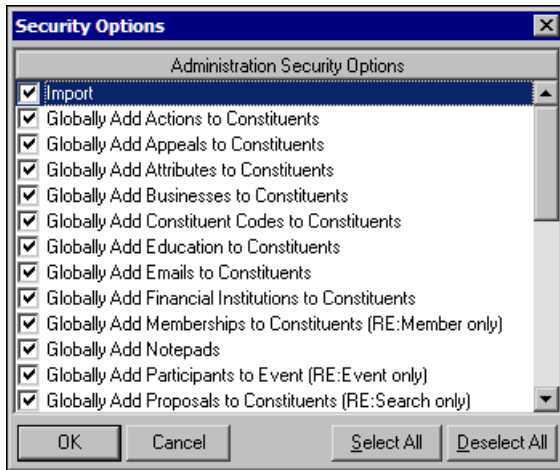 Security Options
Administration Security Options
Import
Globally Add Actions to Constituents
Globally Add Appeals to Constituents
Globally Add Attributes to Constituents
Globally Add Businesses to Constituents
Globally Add Constituent Codes to Constituents
Globally Add Education to Constituents
Globally Add Emails to Constituents
Globally Add Financial Institutions to Constituents
Globally Add Memberships to Constituents (RE:Member only)
Globally Add Notepads
Globally Add Participants to Event (RE:Event only)
Globally Add Proposals to Constituents (RE:Search only)
OK Cancel Select All Deselect All